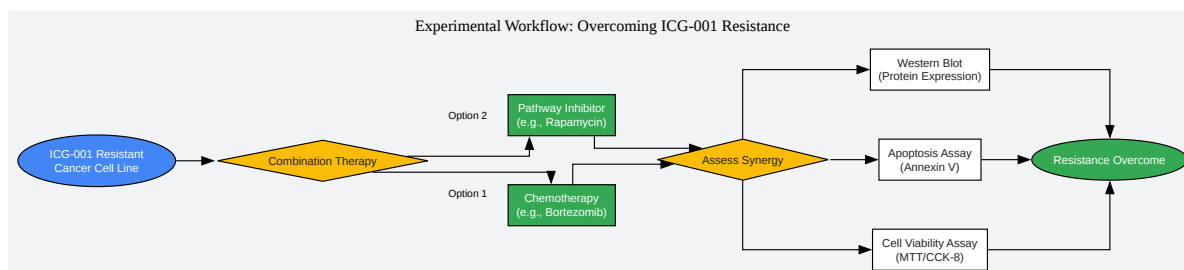 Experimental Workflow: Overcoming ICG-001 Resistance
ICG-001 Resistant
Cancer Cell Line
Combination Therapy
Option 2
Pathway Inhibitor
(e.g., Rapamycin)
Option 1
Chemotherapy
(e.g., Bortezomib)
Assess Synergy
Western Blot
(Protein Expression)
Apoptosis Assay
(Annexin V)
Cell Viability Assay
(MTT/CCK-8)
Resistance Overcome